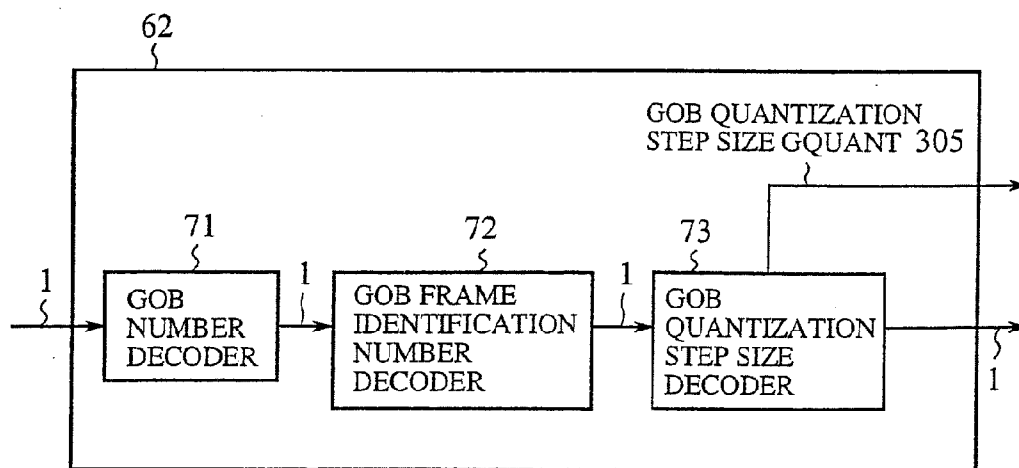 62
GOB QUANTIZATION
STEP SIZE GQUANT 305
71
72
73
1
GOB
NUMBER
DECODER
1
GOB FRAME
IDENTIFICATION
NUMBER
DECODER
1
GOB
QUANTIZATION
STEP SIZE
DECODER
1